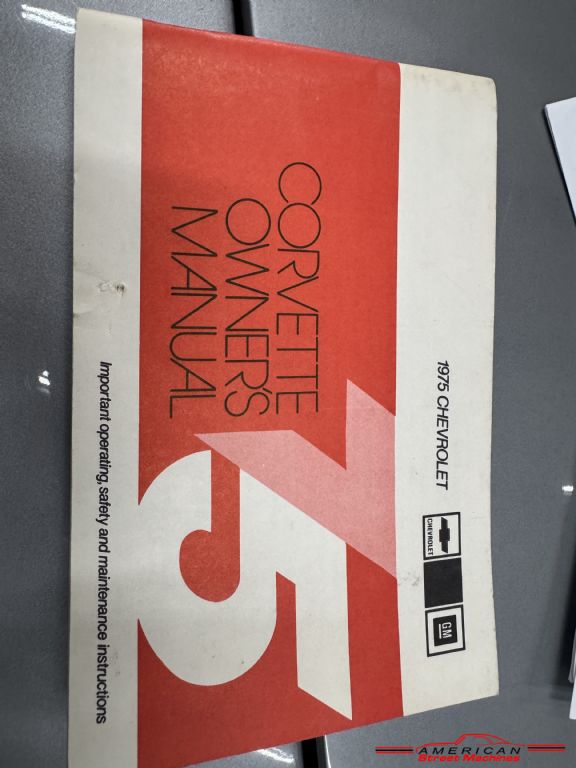 1975 CHEVROLET
CHEVROLET
GM
CORVETTE
OWNER'S
MANUAL
75
Important operating, safety and maintenance instructions
AMERICAN
Street Machines